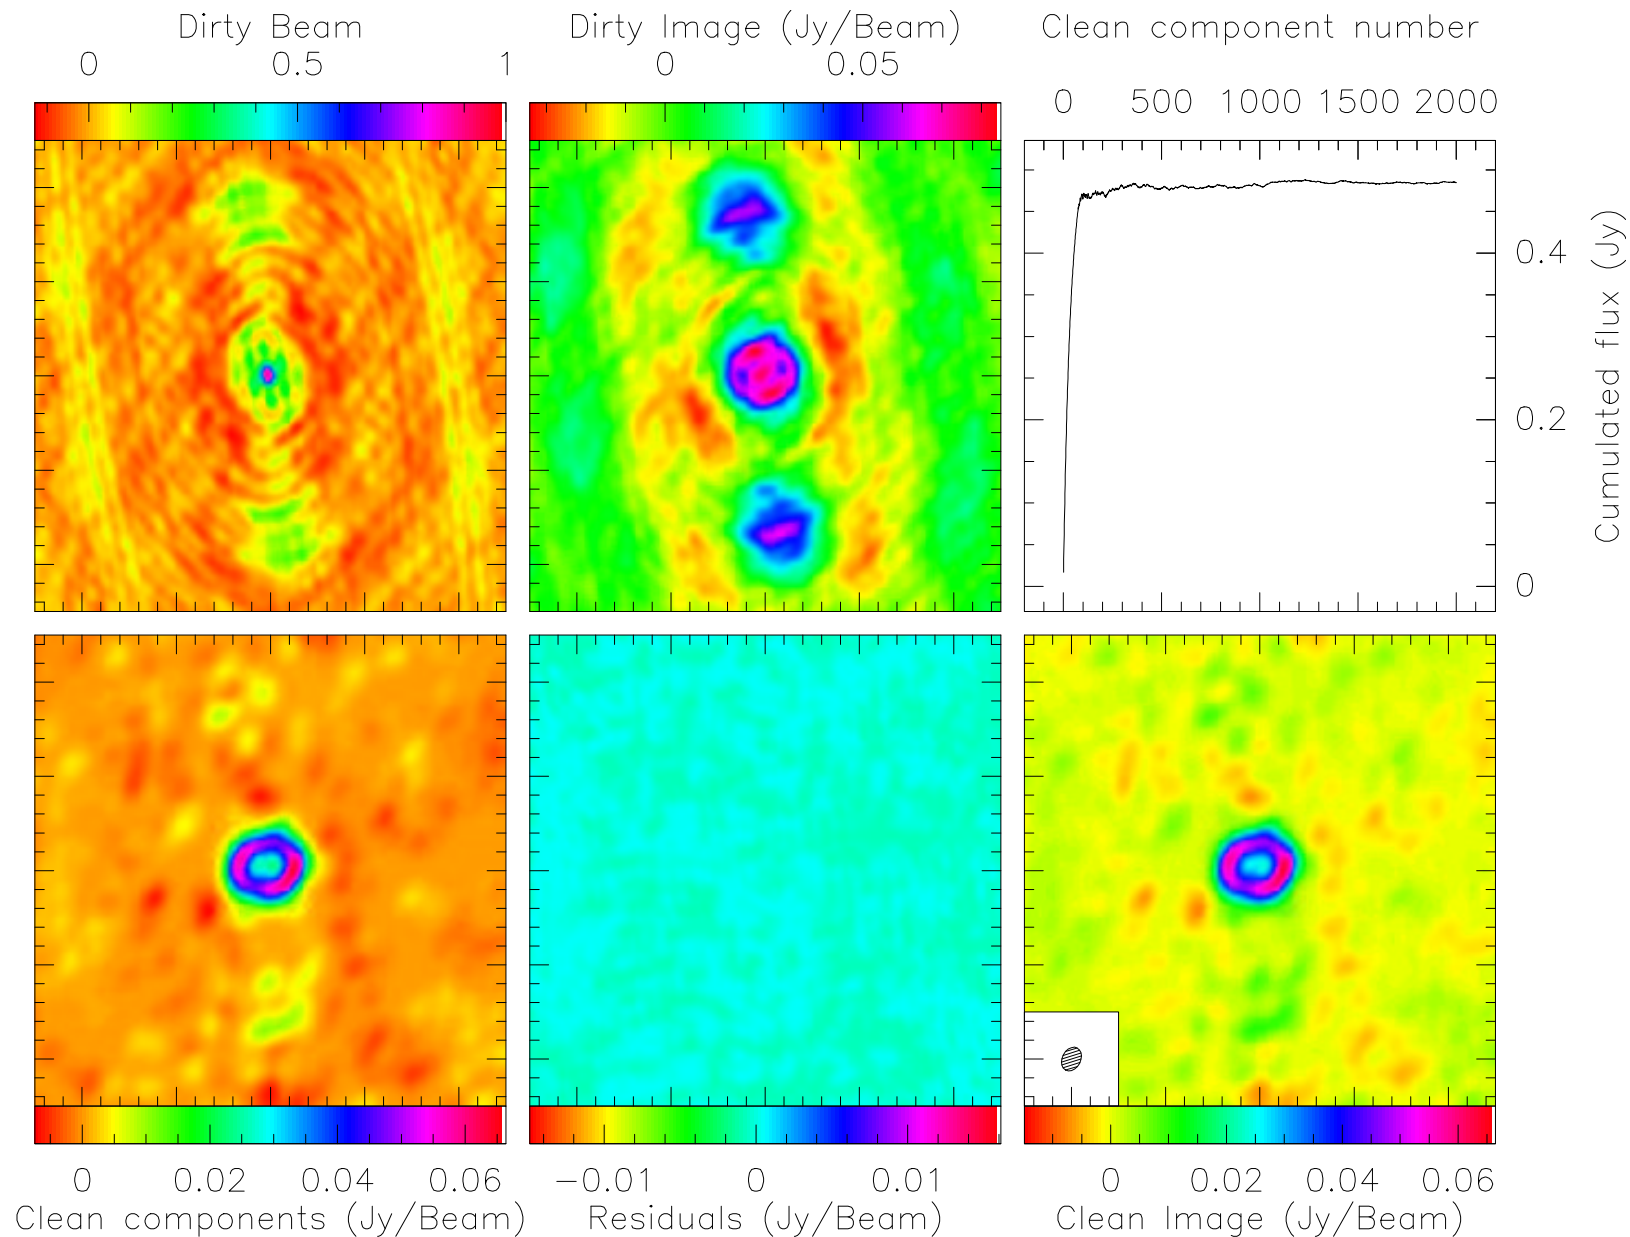 Dirty Beam
0 0.5 1
Dirty Image (Jy/Beam)
0 0.05
Clean component number
0 500 1000 1500 2000
0.4
0.2
0
Cumulated flux (Jy)
0 0.02 0.04 0.06
Clean components (Jy/Beam)
−0.01 0 0.01
Residuals (Jy/Beam)
0 0.02 0.04 0.06
Clean Image (Jy/Beam)